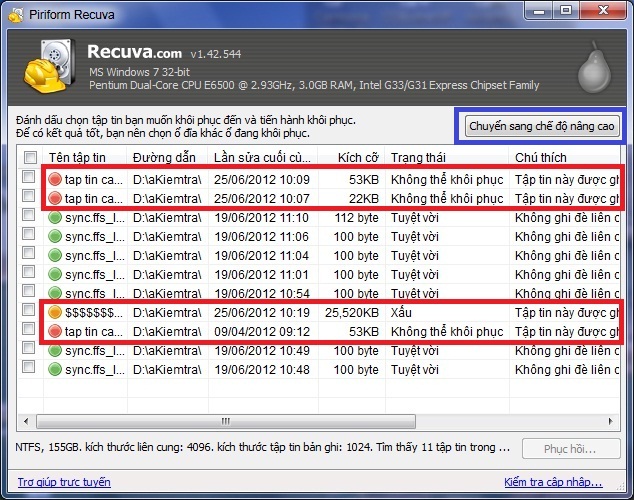 Piriform Recuva
Recuva.com v1.42.544
MS Windows 7 32-bit
Pentium Dual-Core CPU E6500 @ 2.93GHz, 3.0GB RAM, Intel G33/G31 Express Chipset Family
Đánh dấu chọn tập tin bạn muốn khôi phục đến và tiến hành khôi phục.
Để có kết quả tốt, bạn nên chọn ổ đĩa khác ổ đang khôi phục.
Chuyển sang chế độ nâng cao
Tên tập tin Đường dẫn Lần sửa cuối cù... Kích cỡ Trạng thái Chú thích
tap tin ca... D:\aKiemtra\ 25/06/2012 10:09 53KB Không thể khôi phục Tập tin này được gh
tap tin ca... D:\aKiemtra\ 25/06/2012 10:07 22KB Không thể khôi phục Tập tin này được gh
sync.ffs_l... D:\aKiemtra\ 19/06/2012 11:10 112 byte Tuyệt vời Không ghi đè liên c
sync.ffs_l... D:\aKiemtra\ 19/06/2012 11:06 100 byte Tuyệt vời Không ghi đè liên c
sync.ffs_l... D:\aKiemtra\ 19/06/2012 11:04 100 byte Tuyệt vời Không ghi đè liên c
sync.ffs_l... D:\aKiemtra\ 19/06/2012 11:01 100 byte Tuyệt vời Không ghi đè liên c
sync.ffs_l... D:\aKiemtra\ 19/06/2012 10:54 100 byte Tuyệt vời Không ghi đè liên c
$$$$$$$... D:\aKiemtra\ 25/06/2012 10:19 25,520KB Xấu Tập tin này được gh
tap tin ca... D:\aKiemtra\ 09/04/2012 09:12 53KB Không thể khôi phục Tập tin này được gh
sync.ffs_l... D:\aKiemtra\ 19/06/2012 10:49 100 byte Tuyệt vời Không ghi đè liên c
sync.ffs_l... D:\aKiemtra\ 19/06/2012 10:48 100 byte Tuyệt vời Không ghi đè liên c
NTFS, 155GB. kích thước liên cung: 4096. kích thước tập tin bản ghi: 1024. Tìm thấy 11 tập tin trong ... Phục hồi...
Trợ giúp trực tuyến Kiểm tra cập nhập...